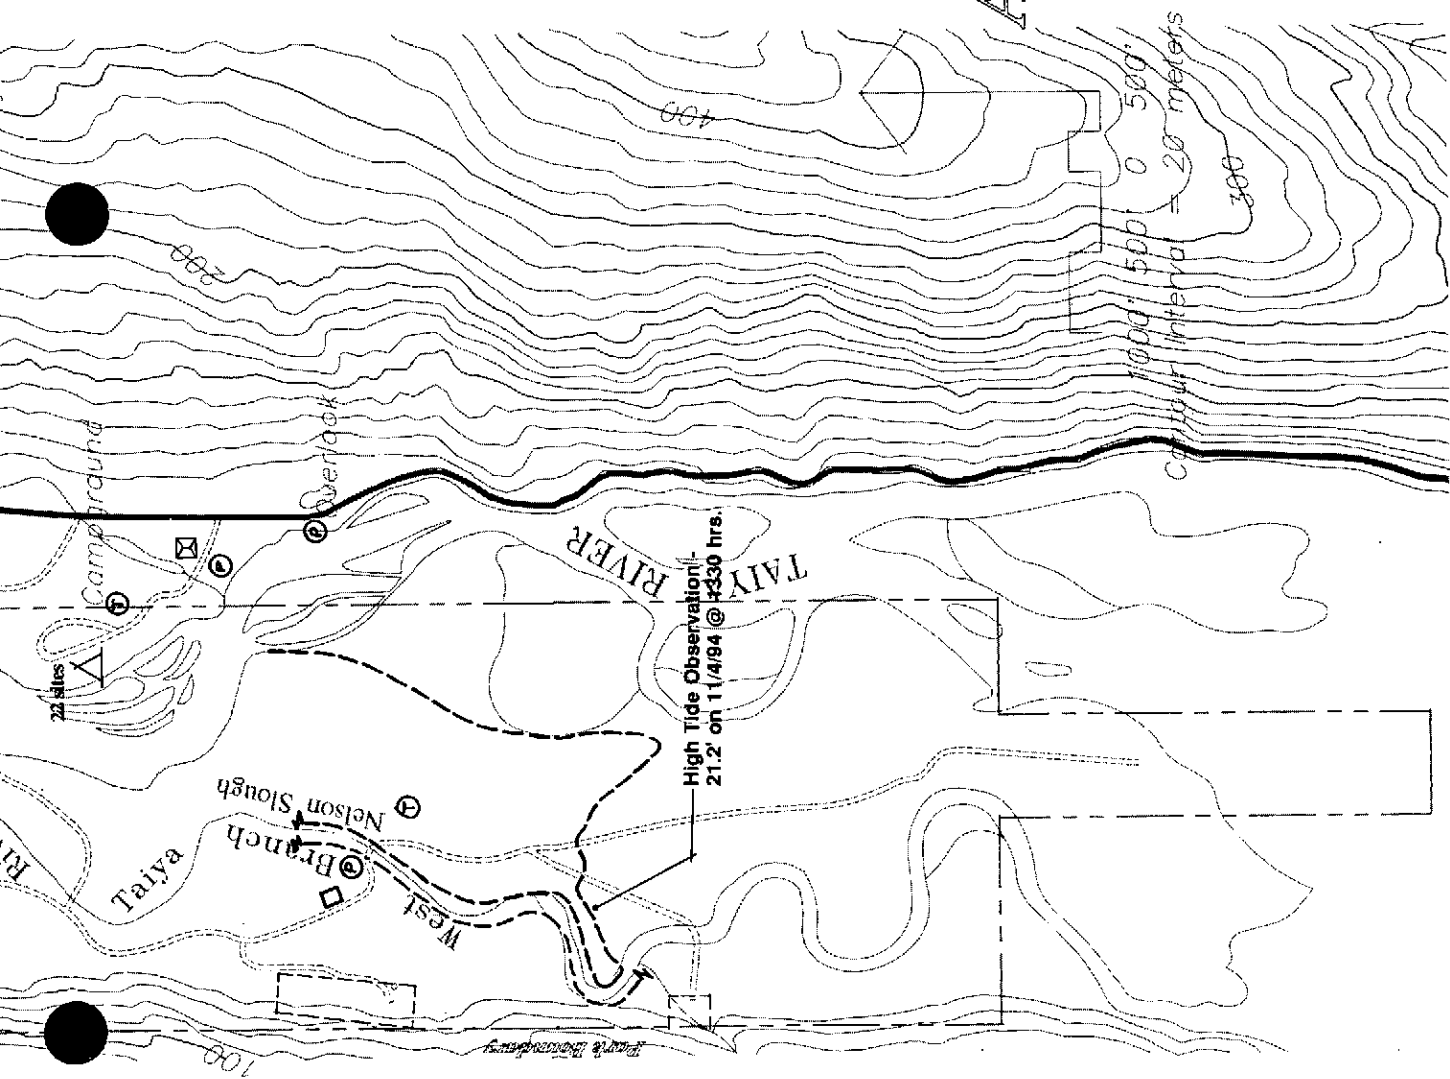 400
200
300
500' 0 500' 1000'
Contour Interval = 20 meters
Campground
Overlook
P
P
T
22 sites
TAIYA
RIVER
High Tide Observation -
21.2' on 11/4/94 @ 1330 hrs.
Nelson Slough
T
West Branch
P
Taiya
RI
Park Boundary
100